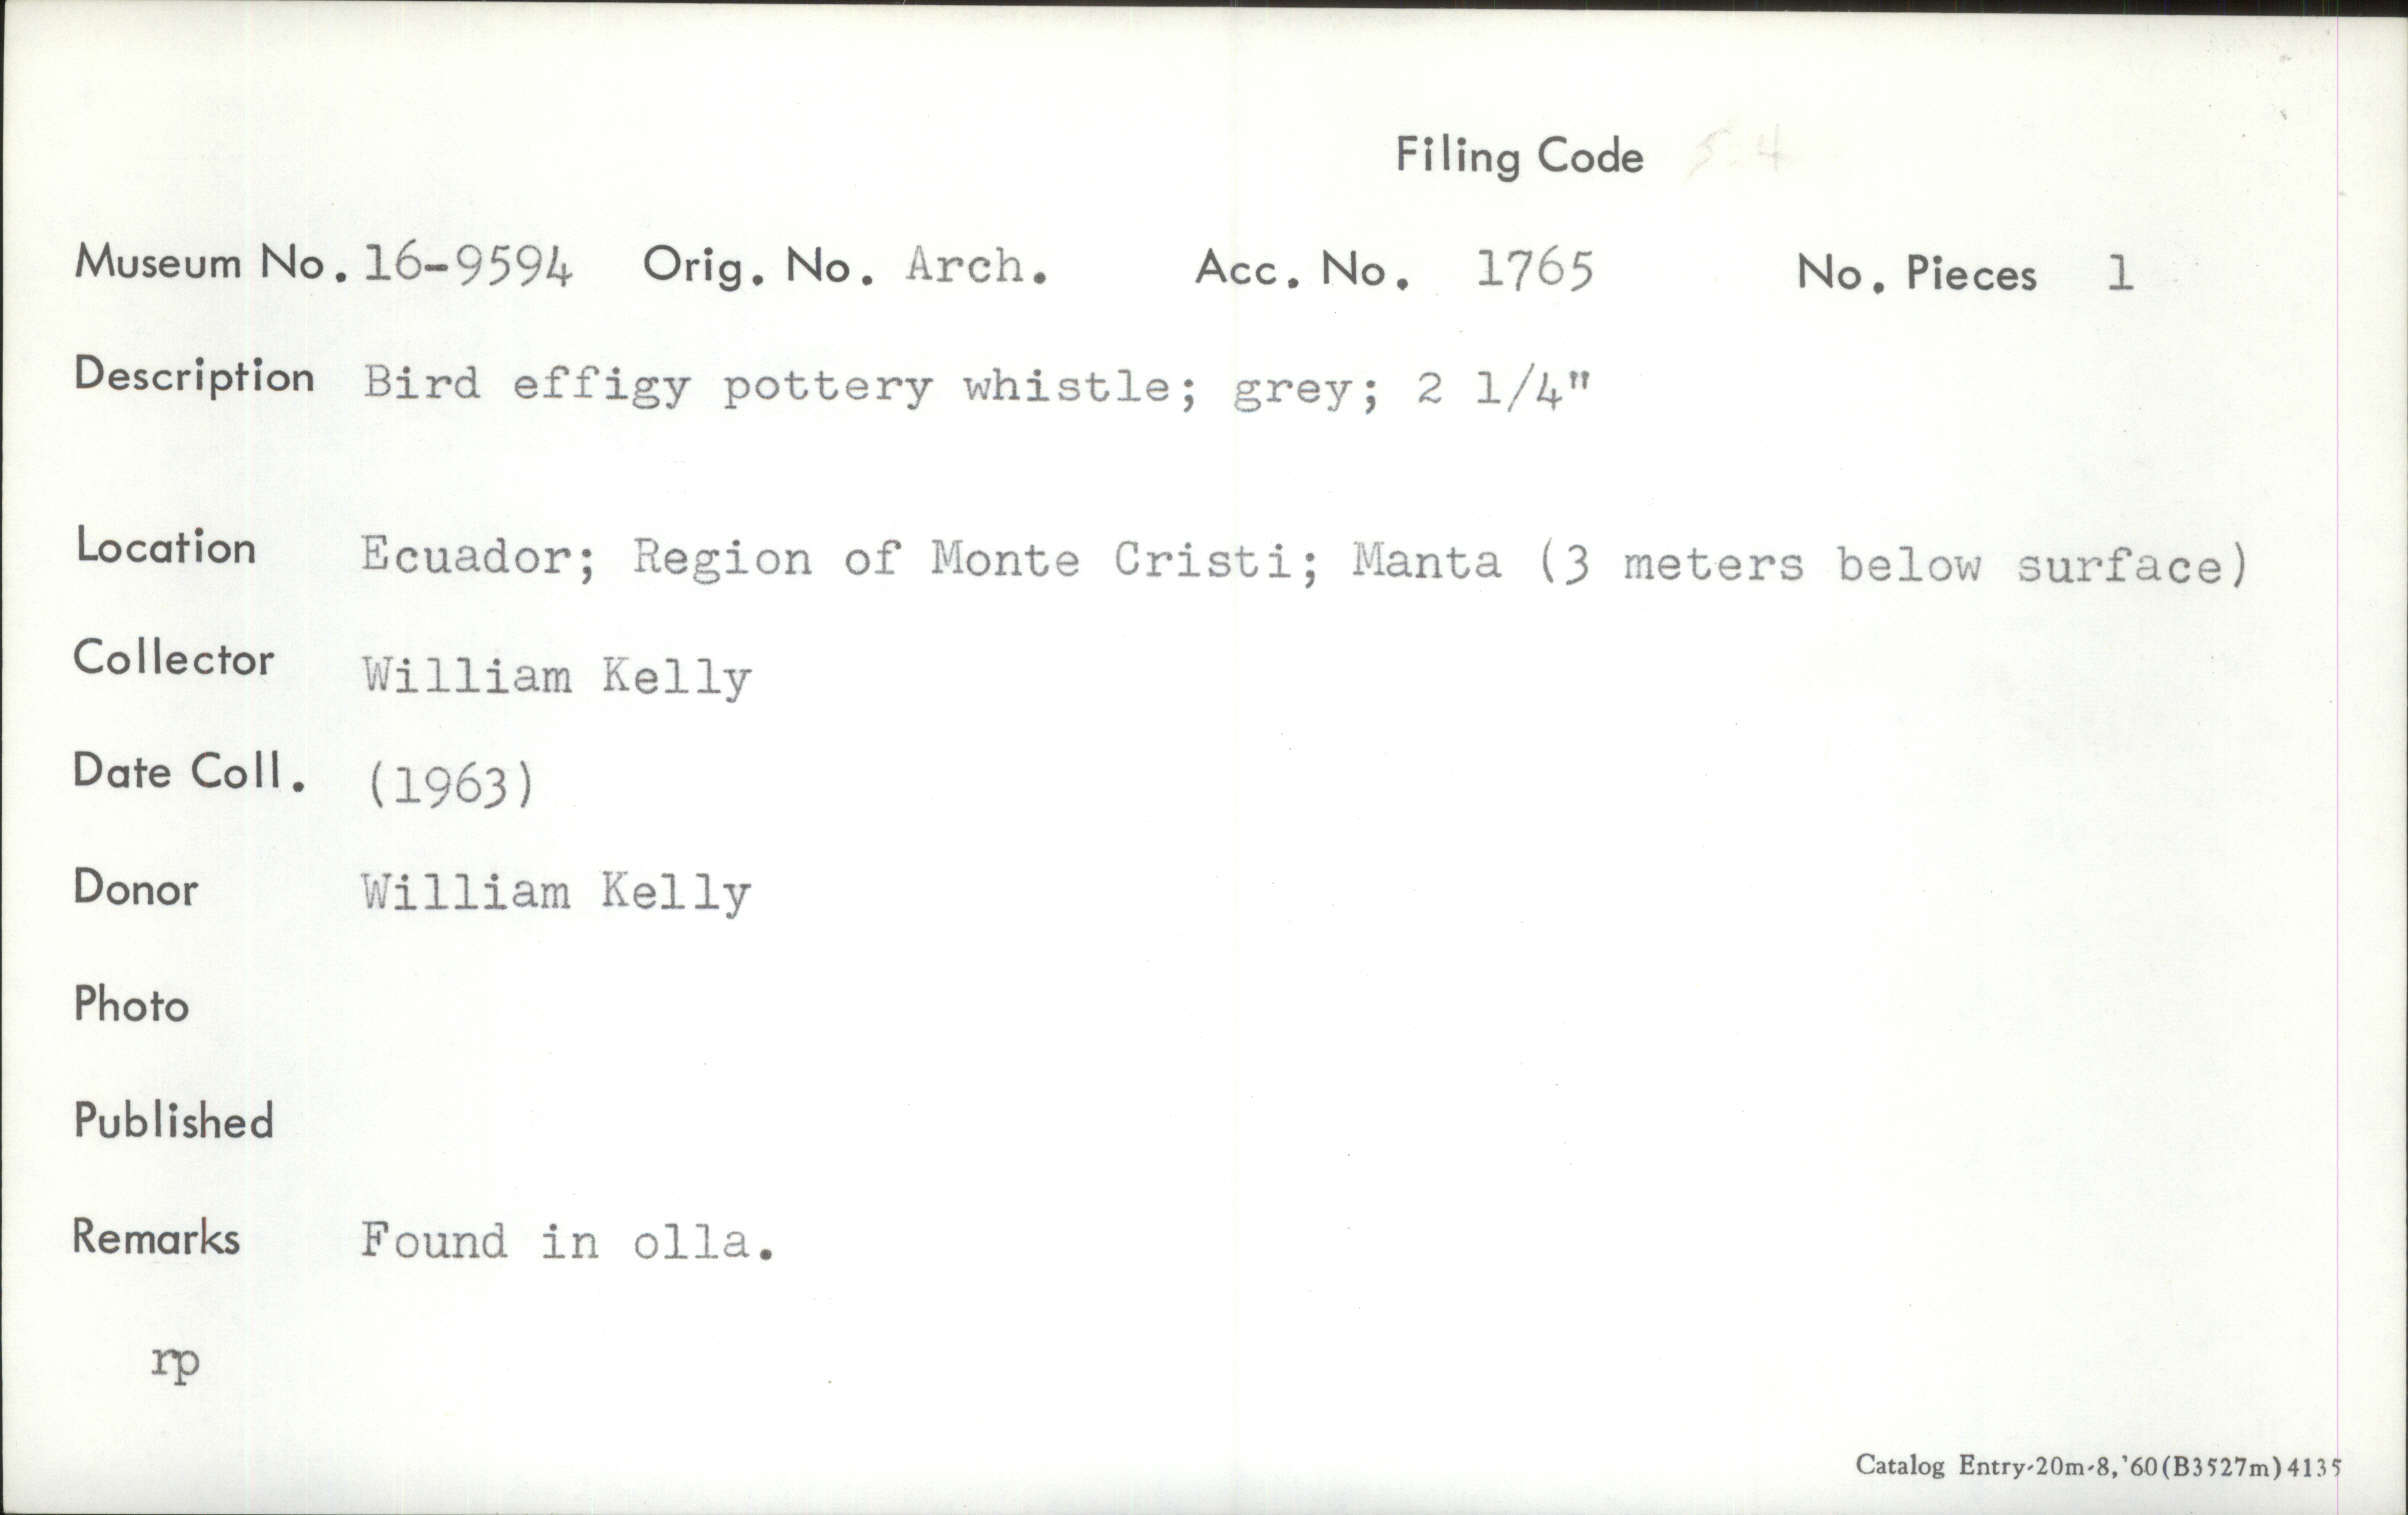 Filing Code 5.4
Museum No. 16-9594 Orig. No. Arch. Acc. No. 1765 No. Pieces 1
Description Bird effigy pottery whistle; grey; 2 1/4"
Location Ecuador; Region of Monte Cristi; Manta (3 meters below surface)
Collector William Kelly
Date Coll. (1963)
Donor William Kelly
Photo
Published
Remarks Found in olla.
rp
Catalog Entry-20m-8,'60(B3527m)4135